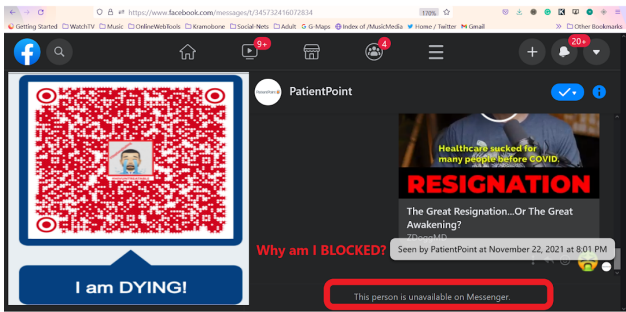 https://www.facebook.com/messages/t/345732416072834
170%
Getting Started WatchTV Music OnlineWebTools Kramobone Social-Nets Adult G-Maps Index of /MusicMedia Home / Twitter Gmail Other Bookmarks
9+
4
20+
PatientPoint
Healthcare sucked for
many people before COVID.
RESIGNATION
The Great Resignation...Or The Great
Awakening?
ZDoggMD
Why am I BLOCKED?
Seen by PatientPoint at November 22, 2021 at 8:01 PM
I am DYING!
This person is unavailable on Messenger.